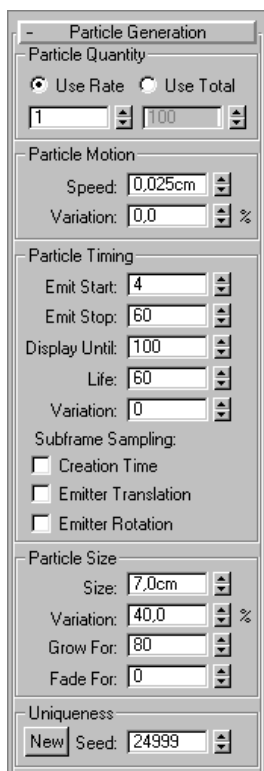 - Particle Generation
Particle Quantity
Use Rate Use Total
1 100
Particle Motion
Speed: 0,025cm
Variation: 0,0 %
Particle Timing
Emit Start: 4
Emit Stop: 60
Display Until: 100
Life: 60
Variation: 0
Subframe Sampling:
Creation Time
Emitter Translation
Emitter Rotation
Particle Size
Size: 7,0cm
Variation: 40,0 %
Grow For: 80
Fade For: 0
Uniqueness
New Seed: 24999